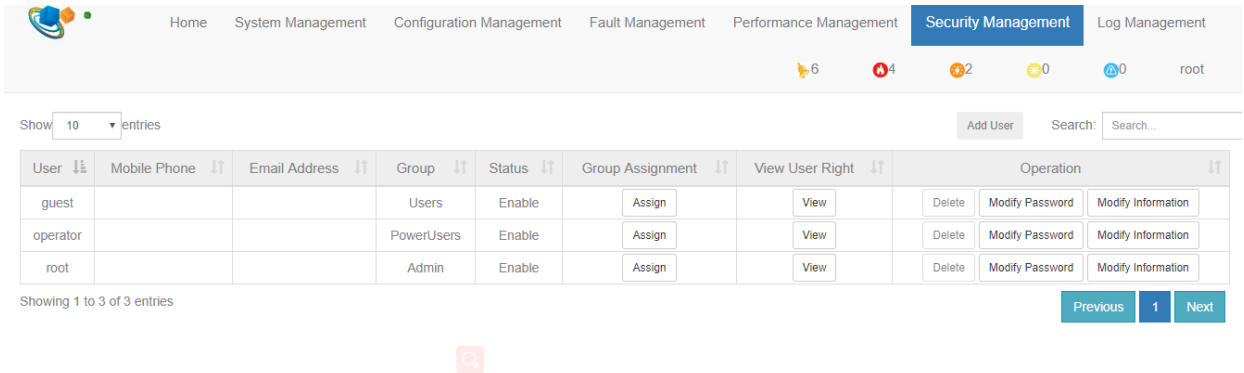 Home System Management Configuration Management Fault Management Performance Management Security Management Log Management
6 4 2 0 0 root
Show 10 entries Add User Search: Search...
User Mobile Phone Email Address Group Status Group Assignment View User Right Operation
guest Users Enable Assign View Delete Modify Password Modify Information
operator PowerUsers Enable Assign View Delete Modify Password Modify Information
root Admin Enable Assign View Delete Modify Password Modify Information
Showing 1 to 3 of 3 entries Previous 1 Next